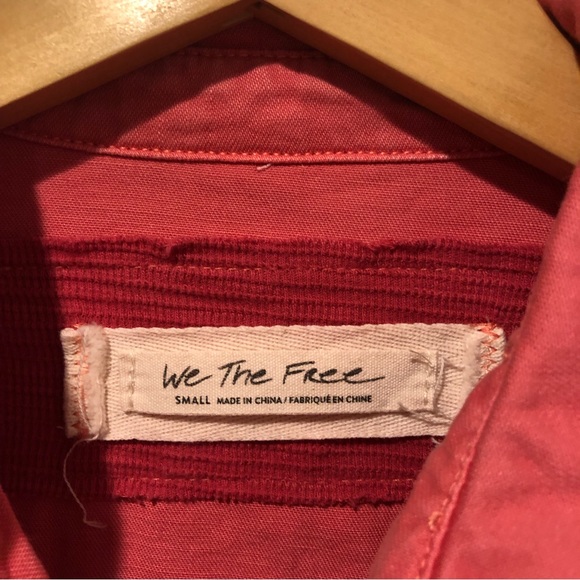 We The Free
SMALL MADE IN CHINA / FABRIQUÉ EN CHINE